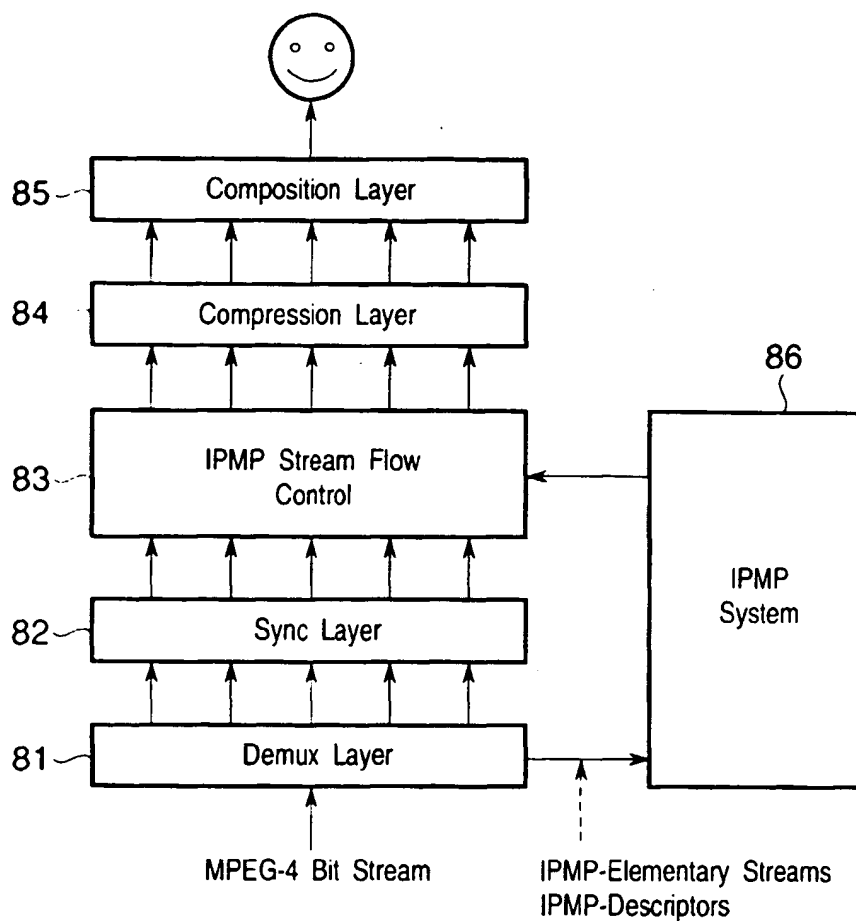 85
Composition Layer
84
Compression Layer
86
83
IPMP Stream Flow
Control
IPMP
System
82
Sync Layer
81
Demux Layer
MPEG-4 Bit Stream
IPMP-Elementary Streams
IPMP-Descriptors